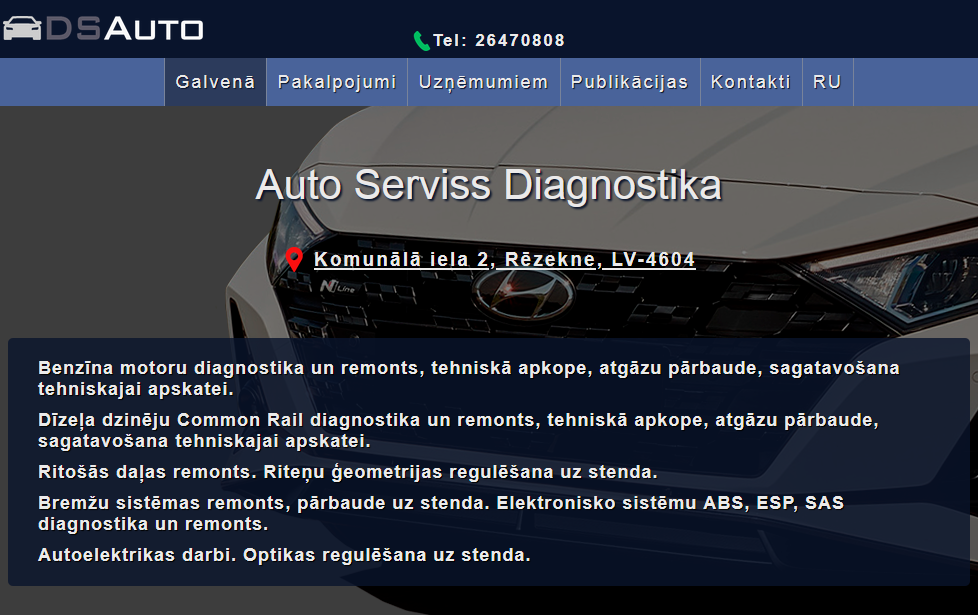 DSAuto
Tel: 26470808
Galvenā Pakalpojumi Uzņēmumiem Publikācijas Kontakti RU
Auto Serviss Diagnostika
Komunālā iela 2, Rēzekne, LV-4604
N Line
Benzīna motoru diagnostika un remonts, tehniskā apkope, atgāzu pārbaude, sagatavošana
tehniskajai apskatei.
Dīzeļa dzinēju Common Rail diagnostika un remonts, tehniskā apkope, atgāzu pārbaude,
sagatavošana tehniskajai apskatei.
Ritošās daļas remonts. Riteņu ģeometrijas regulēšana uz stenda.
Bremžu sistēmas remonts, pārbaude uz stenda. Elektronisko sistēmu ABS, ESP, SAS
diagnostika un remonts.
Autoelektrikas darbi. Optikas regulēšana uz stenda.